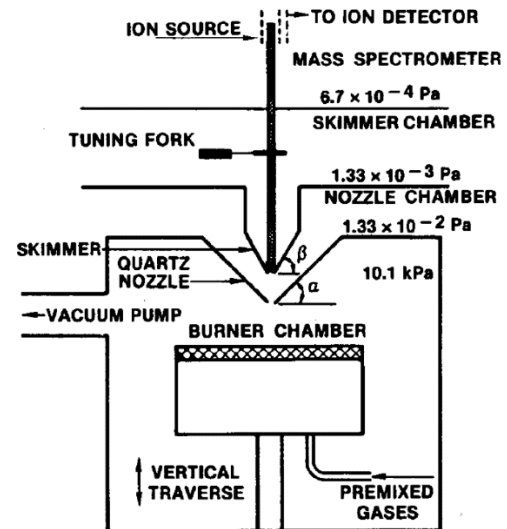 TO ION DETECTOR
ION SOURCE
MASS SPECTROMETER
6.7 × 10 − 4 Pa
SKIMMER CHAMBER
TUNING FORK
1.33 × 10 − 3 Pa
NOZZLE CHAMBER
1.33 × 10 − 2 Pa
SKIMMER
β
QUARTZ
NOZZLE
10.1 kPa
α
VACUUM PUMP
BURNER CHAMBER
VERTICAL
TRAVERSE
PREMIXED
GASES